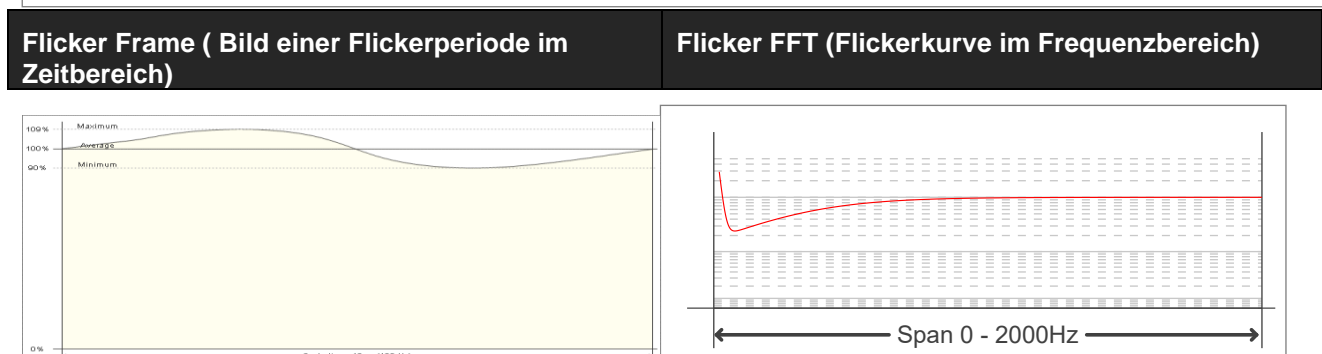 Flicker Frame ( Bild einer Flickerperiode im
Zeitbereich)
Flicker FFT (Flickerkurve im Frequenzbereich)
109%
Maximum
100%
Average
90%
Minimum
0%
Span 0 - 2000Hz